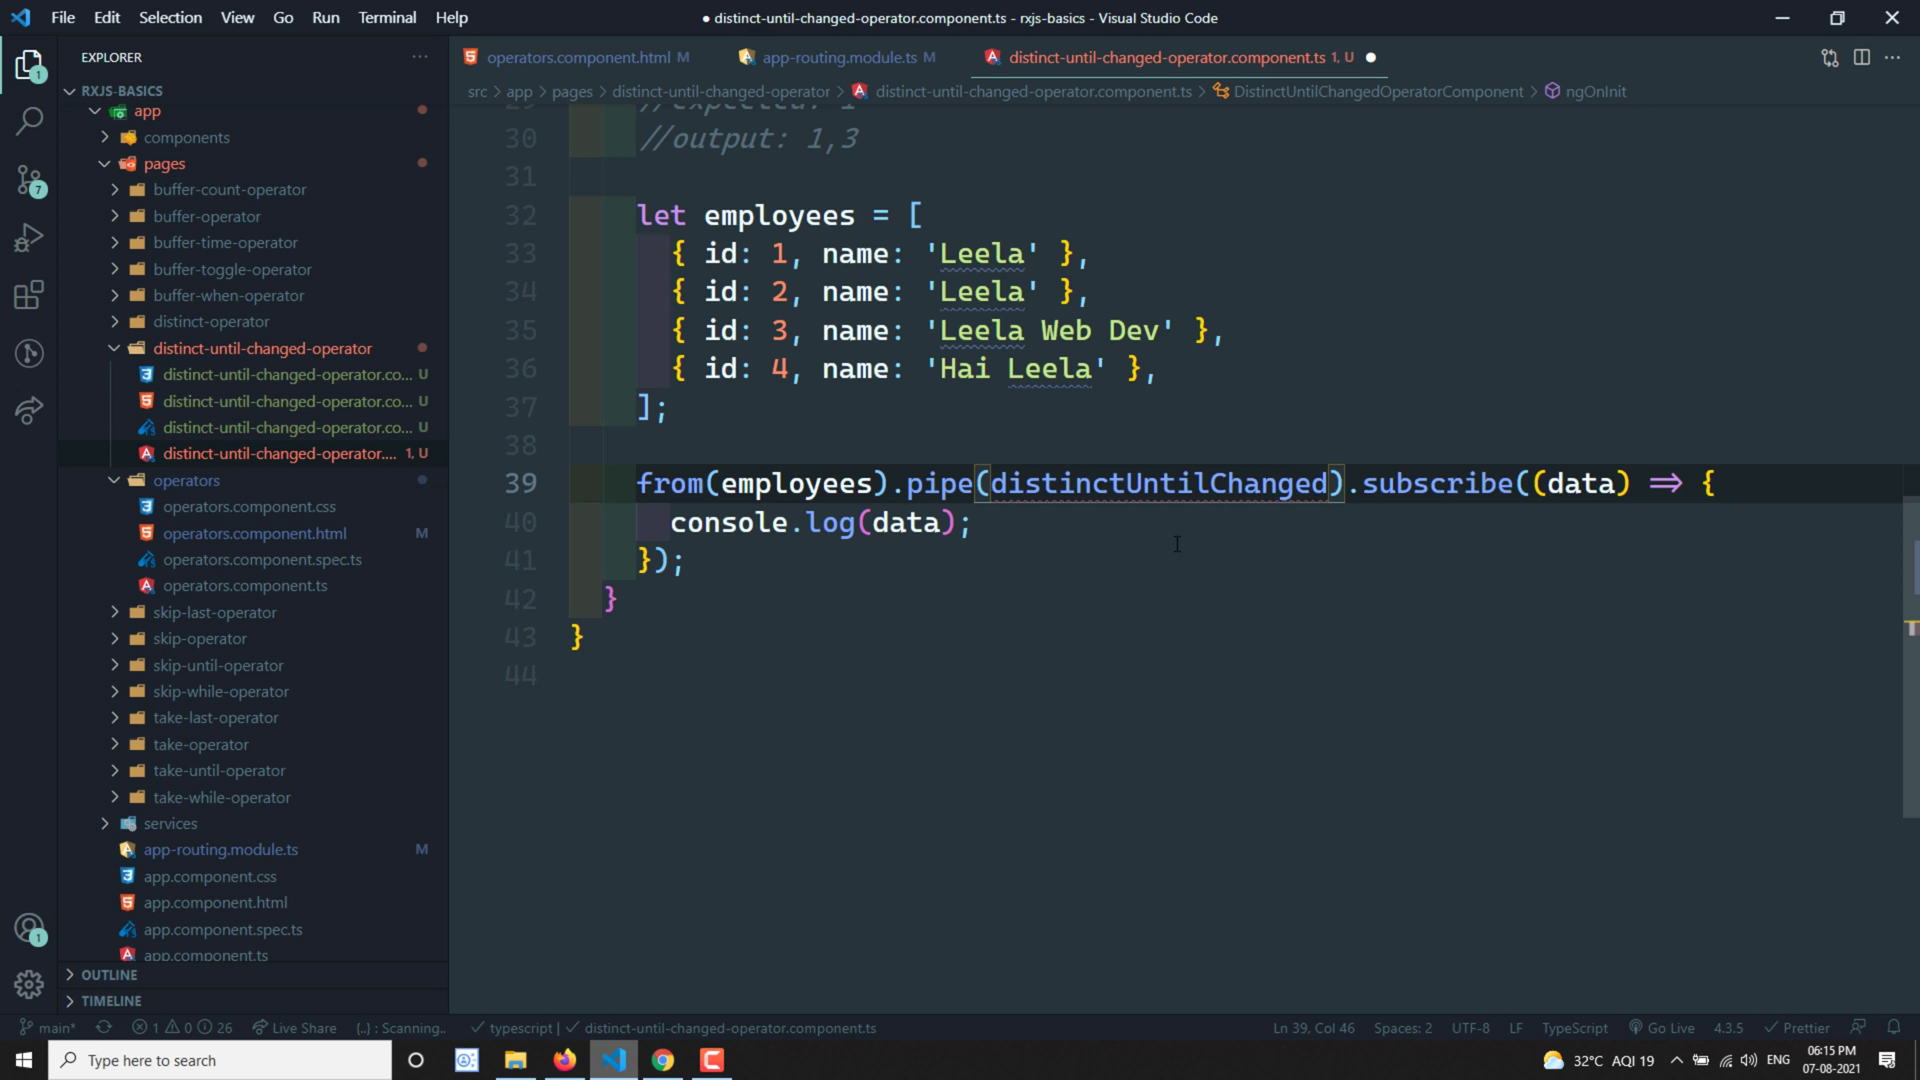 File Edit Selection View Go Run Terminal Help
● distinct-until-changed-operator.component.ts - rxjs-basics - Visual Studio Code
EXPLORER
RXJS-BASICS
app
components
pages
buffer-count-operator
buffer-operator
buffer-time-operator
buffer-toggle-operator
buffer-when-operator
distinct-operator
distinct-until-changed-operator
distinct-until-changed-operator.co... U
distinct-until-changed-operator.co... U
distinct-until-changed-operator.co... U
distinct-until-changed-operator.... 1, U
operators
operators.component.css
operators.component.html M
operators.component.spec.ts
operators.component.ts
skip-last-operator
skip-operator
skip-until-operator
skip-while-operator
take-last-operator
take-operator
take-until-operator
take-while-operator
services
app-routing.module.ts M
app.component.css
app.component.html
app.component.spec.ts
app.component.ts
OUTLINE
TIMELINE
operators.component.html M app-routing.module.ts M distinct-until-changed-operator.component.ts 1, U
src > app > pages > distinct-until-changed-operator > distinct-until-changed-operator.component.ts > DistinctUntilChangedOperatorComponent > ngOnInit
29 //expected: 1
30 //output: 1,3
31
32 let employees = [
33 { id: 1, name: 'Leela' },
34 { id: 2, name: 'Leela' },
35 { id: 3, name: 'Leela Web Dev' },
36 { id: 4, name: 'Hai Leela' },
37 ];
38
39 from(employees).pipe(distinctUntilChanged).subscribe((data) => {
40 console.log(data);
41 });
42 }
43 }
44
main* 1 0 26 Live Share {..} : Scanning.. typescript | distinct-until-changed-operator.component.ts Ln 39, Col 46 Spaces: 2 UTF-8 LF TypeScript Go Live 4.3.5 Prettier
Type here to search
32°C AQI 19 ENG 06:15 PM
07-08-2021
1
7
1